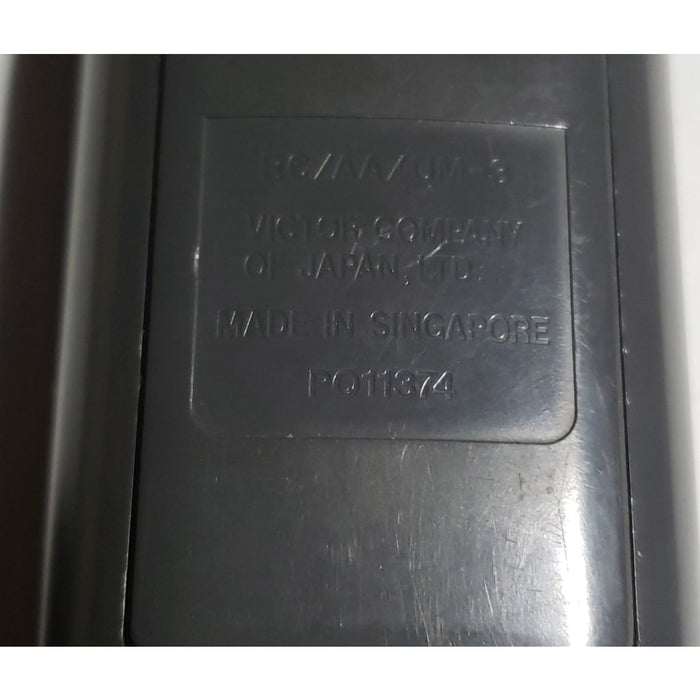 R6/AA/UM-3
VICTOR COMPANY
OF JAPAN, LTD.
MADE IN SINGAPORE
PQ11374